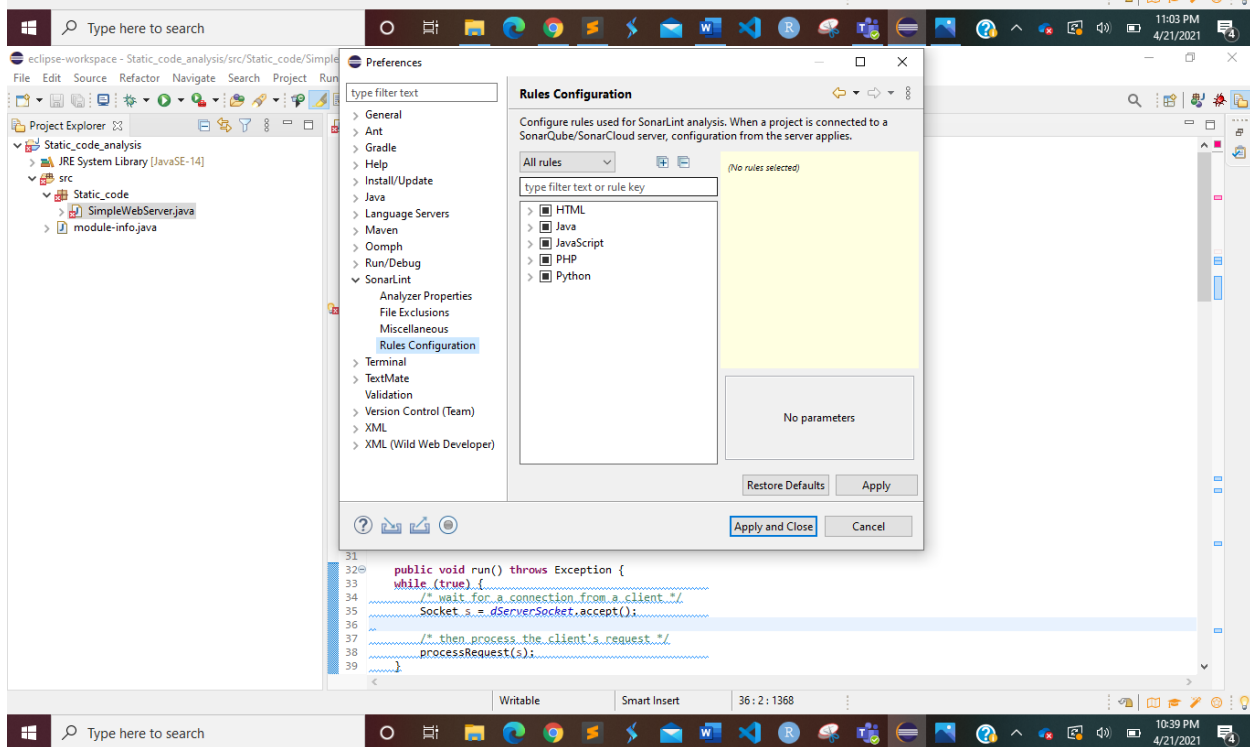 Type here to search
11:03 PM
4/21/2021
4
eclipse-workspace - Static_code_analysis/src/Static_code/Simple
File Edit Source Refactor Navigate Search Project Run
Project Explorer
Static_code_analysis
JRE System Library [JavaSE-14]
src
Static_code
SimpleWebServer.java
module-info.java
Preferences
type filter text
General
Ant
Gradle
Help
Install/Update
Java
Language Servers
Maven
Oomph
Run/Debug
SonarLint
Analyzer Properties
File Exclusions
Miscellaneous
Rules Configuration
Terminal
TextMate
Validation
Version Control (Team)
XML
XML (Wild Web Developer)
Rules Configuration
Configure rules used for SonarLint analysis. When a project is connected to a
SonarQube/SonarCloud server, configuration from the server applies.
All rules
type filter text or rule key
HTML
Java
JavaScript
PHP
Python
(No rules selected)
No parameters
Restore Defaults Apply
Apply and Close Cancel
31
32 public void run() throws Exception {
33 while (true) {
34 /* wait for a connection from a client */
35 Socket s = dServerSocket.accept();
36
37 /* then process the client's request */
38 processRequest(s);
39 }
Writable Smart Insert 36 : 2 : 1368
Type here to search
10:39 PM
4/21/2021
4